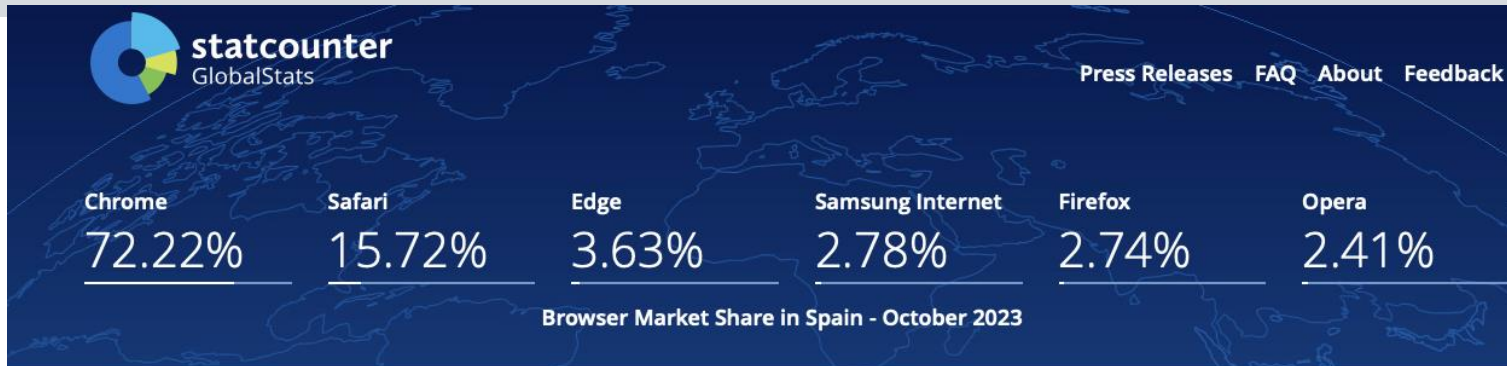 statcounter
GlobalStats
Press Releases FAQ About Feedback
Chrome Safari Edge Samsung Internet Firefox Opera
72.22% 15.72% 3.63% 2.78% 2.74% 2.41%
Browser Market Share in Spain - October 2023